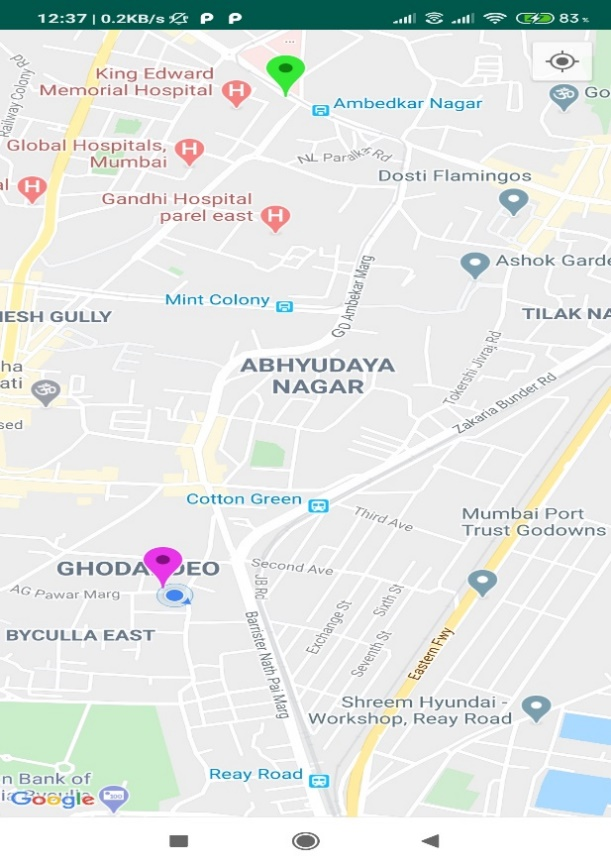 12:37 | 0.2KB/s
83%
...
King Edward
Memorial Hospital
Ambedkar Nagar
Go
Railway Colony
Rd
Global Hospitals,
Mumbai
NL Paralkar Rd
Dosti Flamingos
al
Gandhi Hospital
parel east
Ashok Garde
Mint Colony
GD Ambekar Marg
ESH GULLY
TILAK NA
ABHYUDAYA
NAGAR
ha
ati
Tokershi Jivraj Rd
Zakaria Bunder Rd
sed
Cotton Green
Third Ave
Mumbai Port
Trust Godowns
GHODA DEO
Second Ave
AG Pawar Marg
JB Rd
Exchange St
Sixth St
Seventh St
BYCULLA EAST
Barrister Nath Pai Marg
Eastern Fwy
Shreem Hyundai -
Workshop, Reay Road
Reay Road
n Bank of
Google